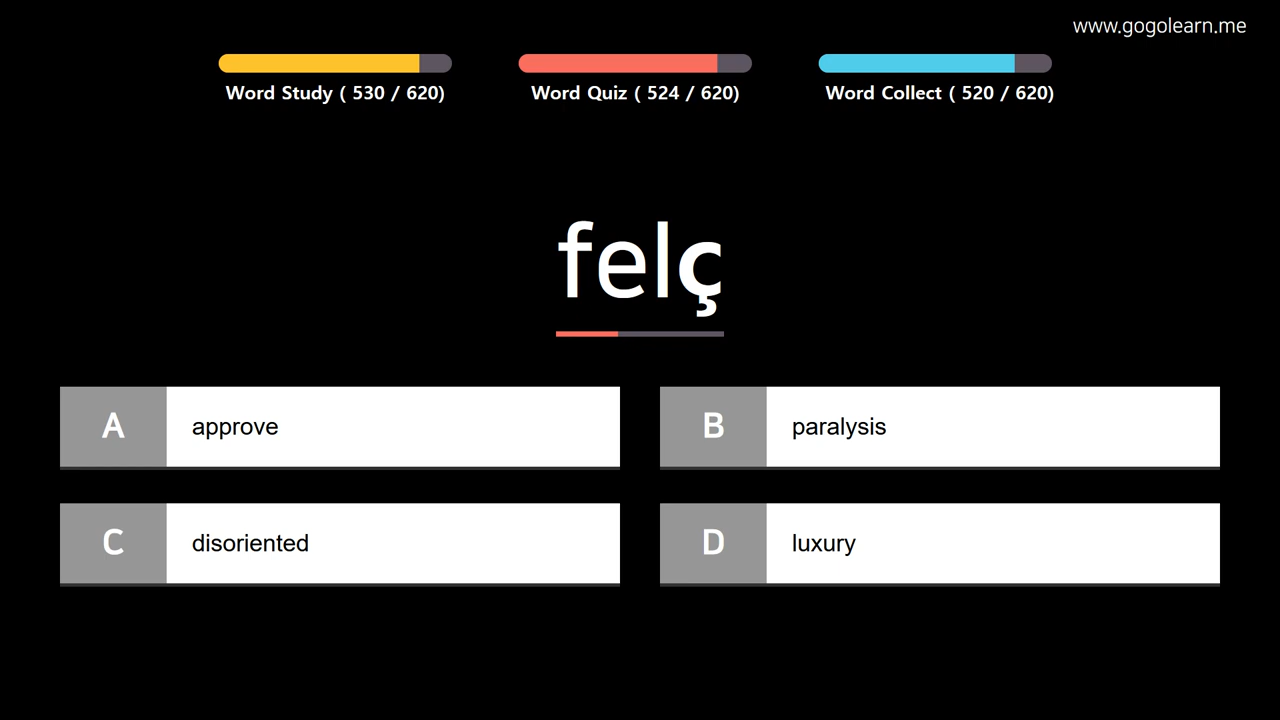 www.gogolearn.me
Word Study ( 530 / 620)
Word Quiz ( 524 / 620)
Word Collect ( 520 / 620)
felç
A approve
B paralysis
C disoriented
D luxury